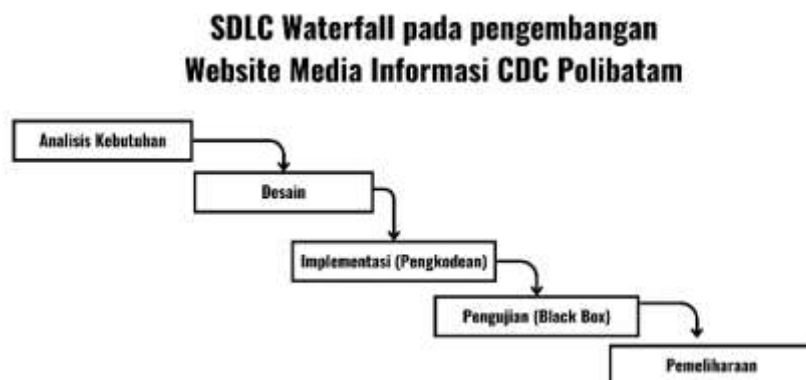 SDLC Waterfall pada pengembangan
Website Media Informasi CDC Polibatam
Analisis Kebutuhan
Desain
Implementasi (Pengkodean)
Pengujian (Black Box)
Pemeliharaan